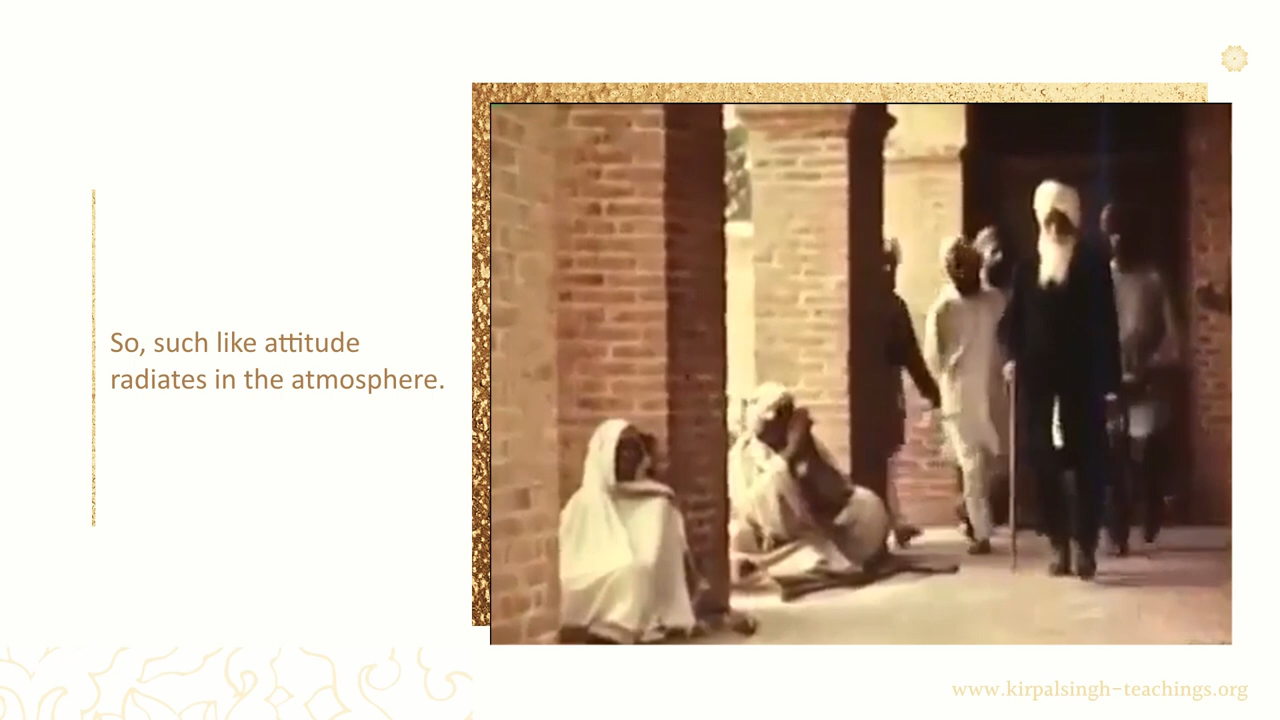 So, such like attitude
radiates in the atmosphere.
www.kirpalsingh-teachings.org